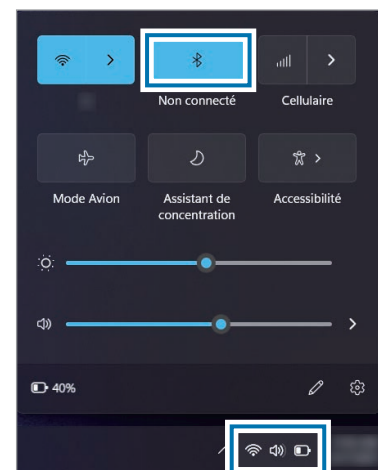 Non connecté
Cellulaire
Mode Avion
Assistant de
concentration
Accessibilité
40%